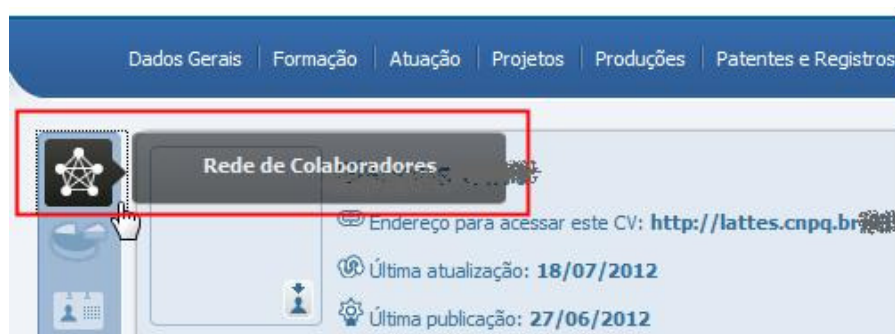 Dados Gerais Formação Atuação Projetos Produções Patentes e Registros
Rede de Colaboradores
Endereço para acessar este CV: http://lattes.cnpq.br
Última atualização: 18/07/2012
Última publicação: 27/06/2012